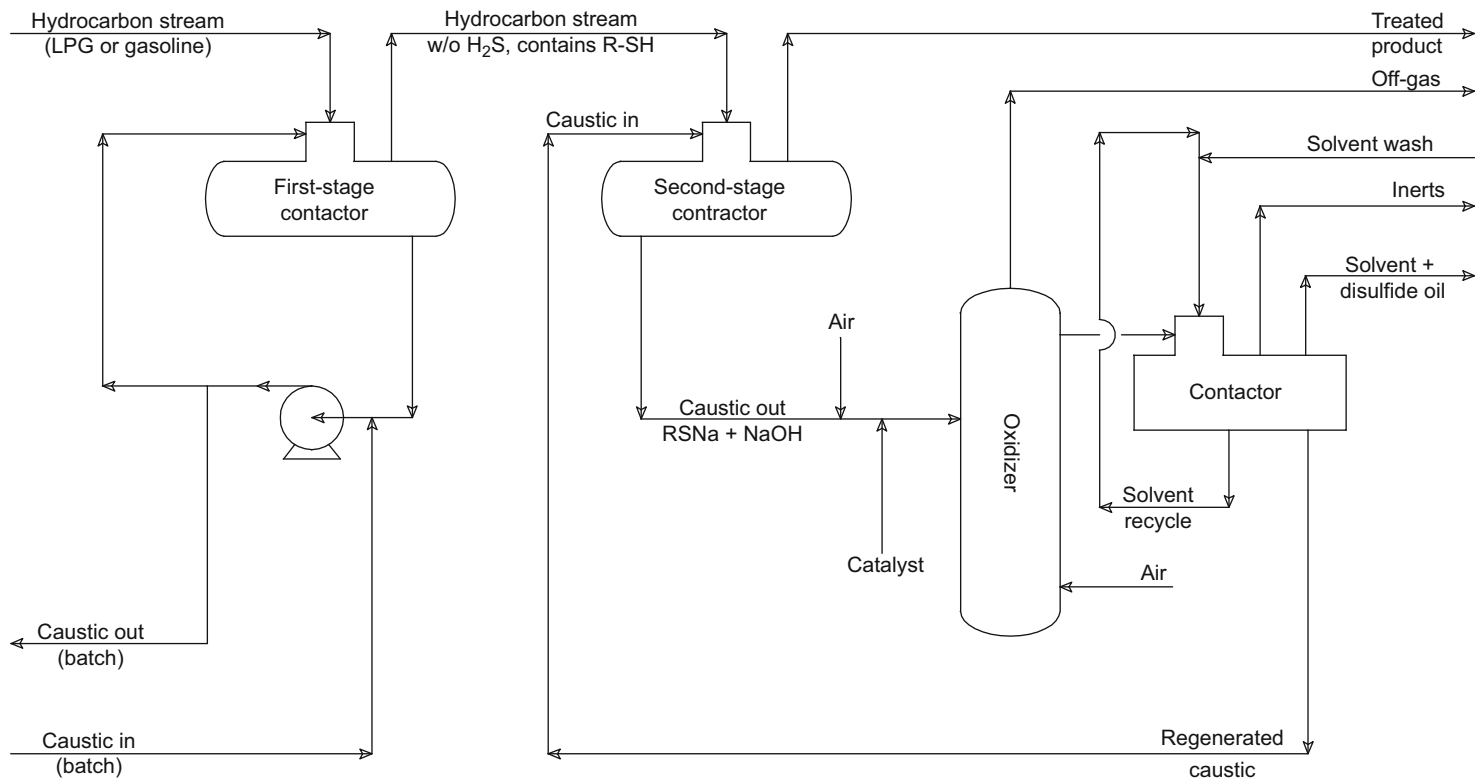 Hydrocarbon stream
(LPG or gasoline)
Hydrocarbon stream
w/o H₂S, contains R-SH
Treated
product
Off-gas
Caustic in
Solvent wash
First-stage
contactor
Second-stage
contractor
Inerts
Solvent +
disulfide oil
Air
Contactor
Caustic out
RSNa + NaOH
Oxidizer
Solvent
recycle
Catalyst
Air
Caustic out
(batch)
Caustic in
(batch)
Regenerated
caustic